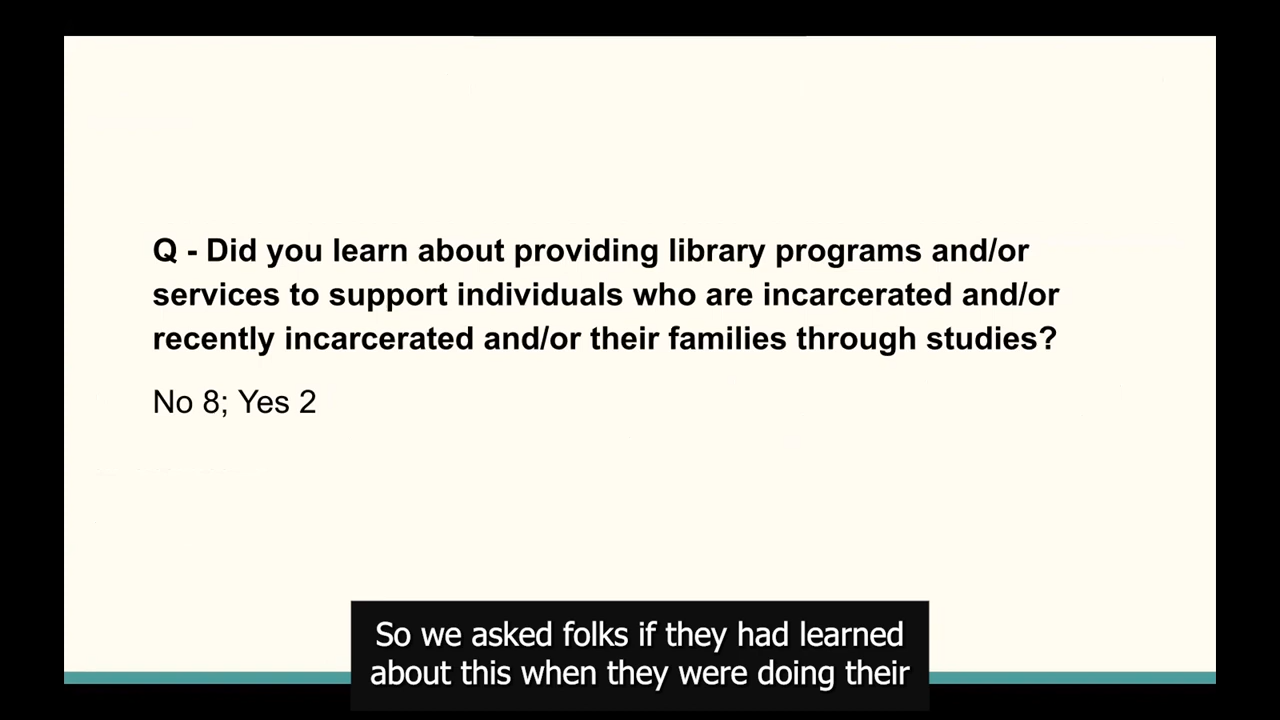 Q - Did you learn about providing library programs and/or
services to support individuals who are incarcerated and/or
recently incarcerated and/or their families through studies?
No 8; Yes 2
So we asked folks if they had learned
about this when they were doing their